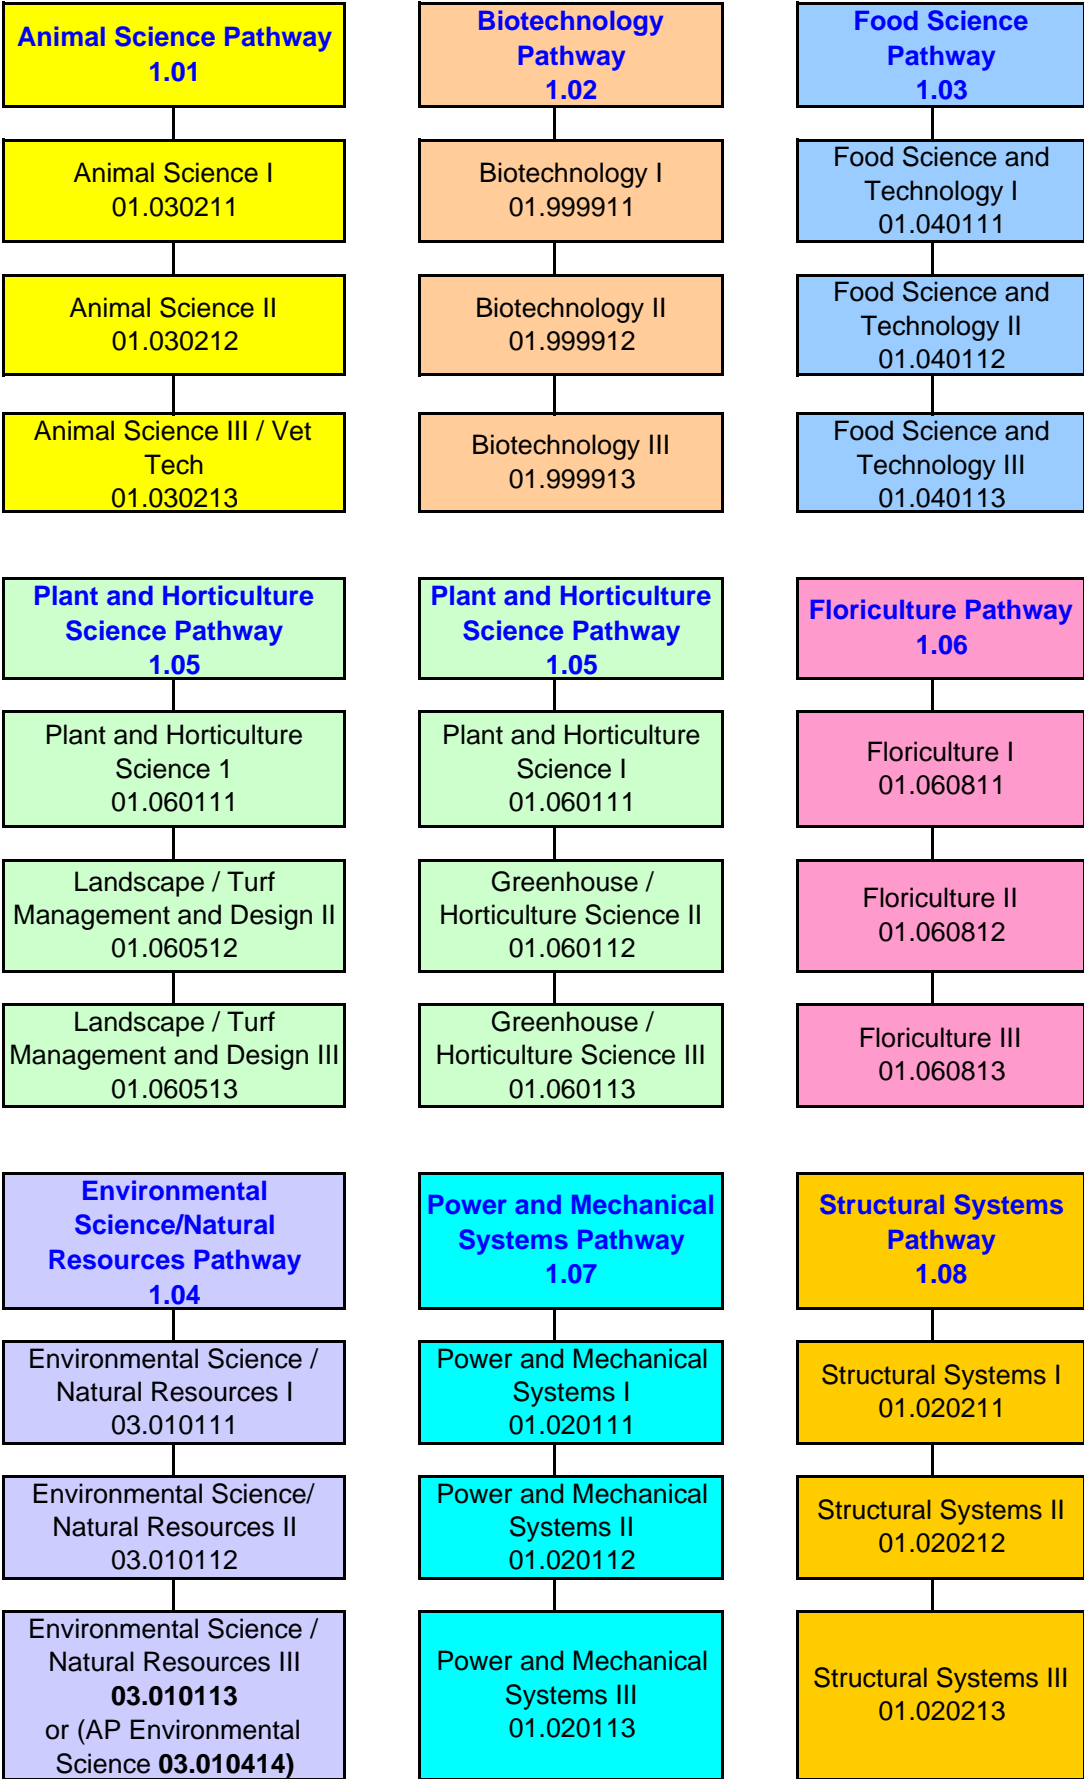 Animal Science Pathway
1.01
Animal Science I
01.030211
Animal Science II
01.030212
Animal Science III / Vet
Tech
01.030213
Biotechnology
Pathway
1.02
Biotechnology I
01.999911
Biotechnology II
01.999912
Biotechnology III
01.999913
Food Science
Pathway
1.03
Food Science and
Technology I
01.040111
Food Science and
Technology II
01.040112
Food Science and
Technology III
01.040113
Plant and Horticulture
Science Pathway
1.05
Plant and Horticulture
Science 1
01.060111
Landscape / Turf
Management and Design II
01.060512
Landscape / Turf
Management and Design III
01.060513
Plant and Horticulture
Science Pathway
1.05
Plant and Horticulture
Science I
01.060111
Greenhouse /
Horticulture Science II
01.060112
Greenhouse /
Horticulture Science III
01.060113
Floriculture Pathway
1.06
Floriculture I
01.060811
Floriculture II
01.060812
Floriculture III
01.060813
Environmental
Science/Natural
Resources Pathway
1.04
Environmental Science /
Natural Resources I
03.010111
Environmental Science/
Natural Resources II
03.010112
Environmental Science /
Natural Resources III
03.010113
or (AP Environmental
Science 03.010414)
Power and Mechanical
Systems Pathway
1.07
Power and Mechanical
Systems I
01.020111
Power and Mechanical
Systems II
01.020112
Power and Mechanical
Systems III
01.020113
Structural Systems
Pathway
1.08
Structural Systems I
01.020211
Structural Systems II
01.020212
Structural Systems III
01.020213